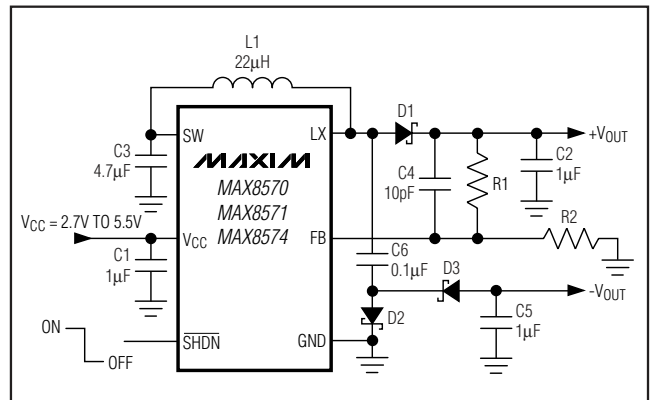 L1
22μH
SW
LX
D1
+VOUT
C3
4.7μF
MAXIM
MAX8570
MAX8571
MAX8574
C4
10pF
R1
C2
1μF
VCC = 2.7V TO 5.5V
VCC
FB
R2
C1
1μF
C6
0.1μF
D3
-VOUT
D2
C5
1μF
ON
OFF
SHDN
GND